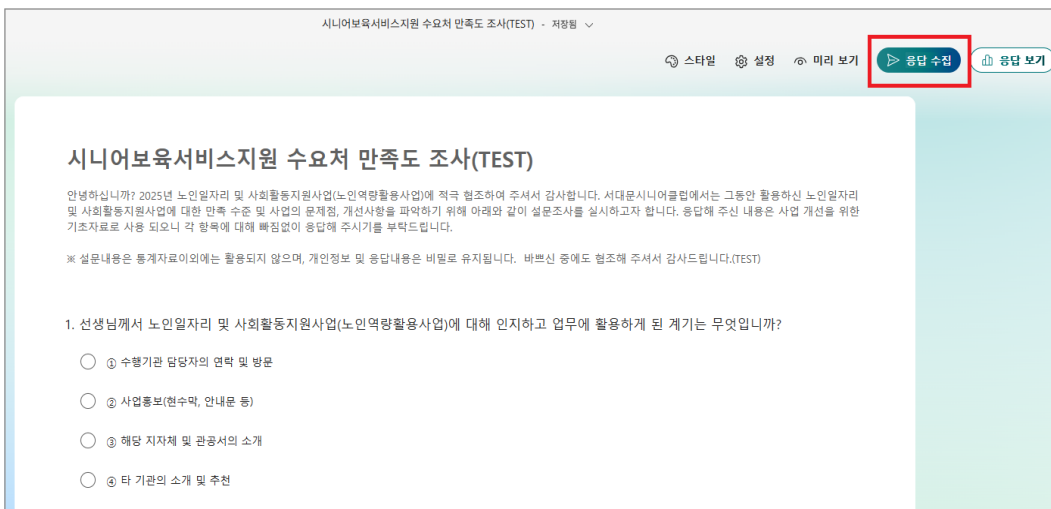 시니어보육서비스지원 수요처 만족도 조사(TEST) - 저장됨
스타일 설정 미리 보기 응답 수집 응답 보기
시니어보육서비스지원 수요처 만족도 조사(TEST)
안녕하십니까? 2025년 노인일자리 및 사회활동지원사업(노인역량활용사업)에 적극 협조하여 주셔서 감사합니다. 서대문시니어클럽에서는 그동안 활용하신 노인일자리
및 사회활동지원사업에 대한 만족 수준 및 사업의 문제점, 개선사항을 파악하기 위해 아래와 같이 설문조사를 실시하고자 합니다. 응답해 주신 내용은 사업 개선을 위한
기초자료로 사용 되오니 각 항목에 대해 빠짐없이 응답해 주시기를 부탁드립니다.
※ 설문내용은 통계자료이외에는 활용되지 않으며, 개인정보 및 응답내용은 비밀로 유지됩니다. 바쁘신 중에도 협조해 주셔서 감사드립니다.(TEST)
1. 선생님께서 노인일자리 및 사회활동지원사업(노인역량활용사업)에 대해 인지하고 업무에 활용하게 된 계기는 무엇입니까?
① 수행기관 담당자의 연락 및 방문
② 사업홍보(현수막, 안내문 등)
③ 해당 지자체 및 관공서의 소개
④ 타 기관의 소개 및 추천